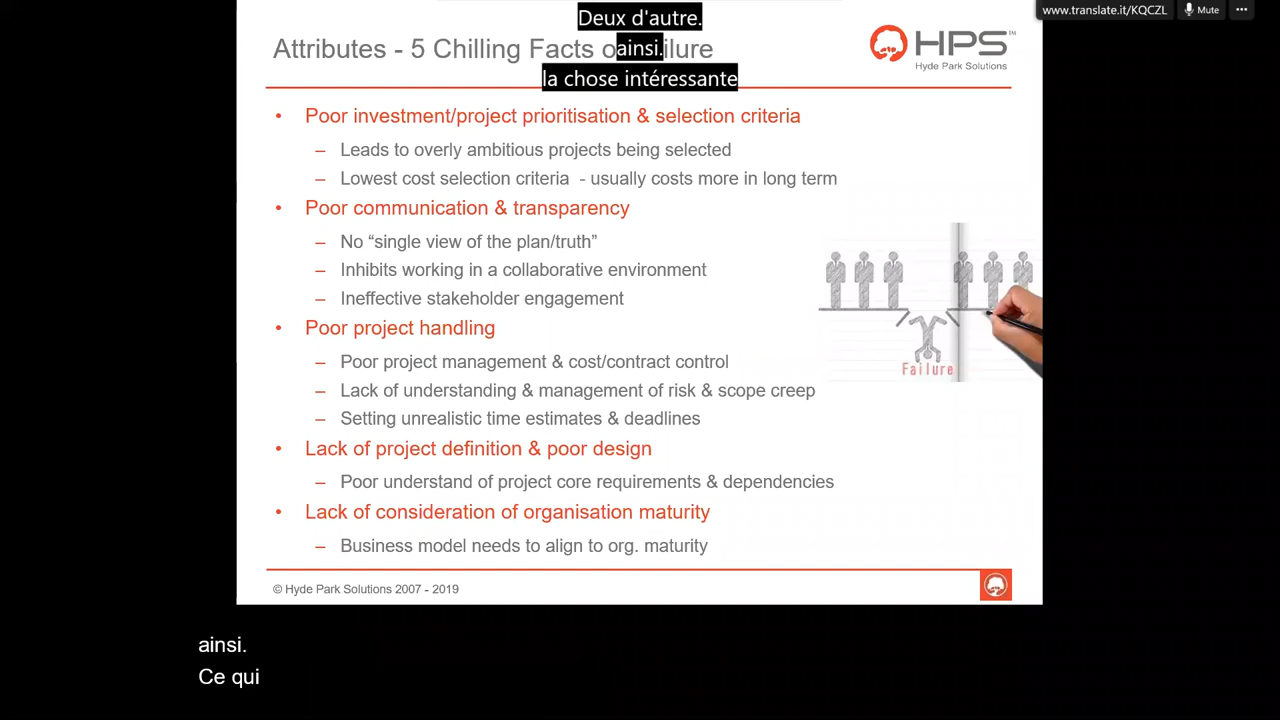 Deux d'autre.
www.translate.it/KQCZL
Mute
Attributes - 5 Chilling Facts o
ainsi.
ilure
HPS™
Hyde Park Solutions
la chose intéressante
• Poor investment/project prioritisation & selection criteria
– Leads to overly ambitious projects being selected
– Lowest cost selection criteria - usually costs more in long term
• Poor communication & transparency
– No “single view of the plan/truth”
– Inhibits working in a collaborative environment
– Ineffective stakeholder engagement
• Poor project handling
– Poor project management & cost/contract control
– Lack of understanding & management of risk & scope creep
– Setting unrealistic time estimates & deadlines
Failure
• Lack of project definition & poor design
– Poor understand of project core requirements & dependencies
• Lack of consideration of organisation maturity
– Business model needs to align to org. maturity
© Hyde Park Solutions 2007 - 2019
ainsi.
Ce qui